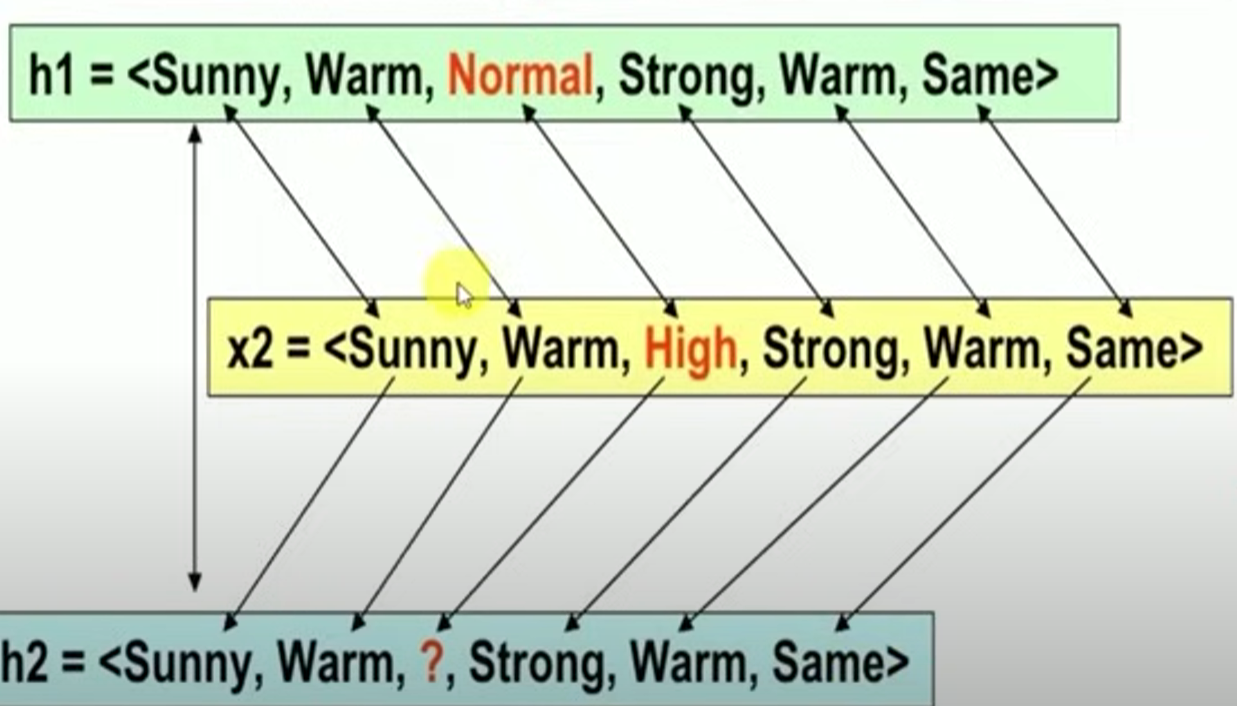 h1 = <Sunny, Warm, Normal, Strong, Warm, Same>
x2 = <Sunny, Warm, High, Strong, Warm, Same>
h2 = <Sunny, Warm, ?, Strong, Warm, Same>